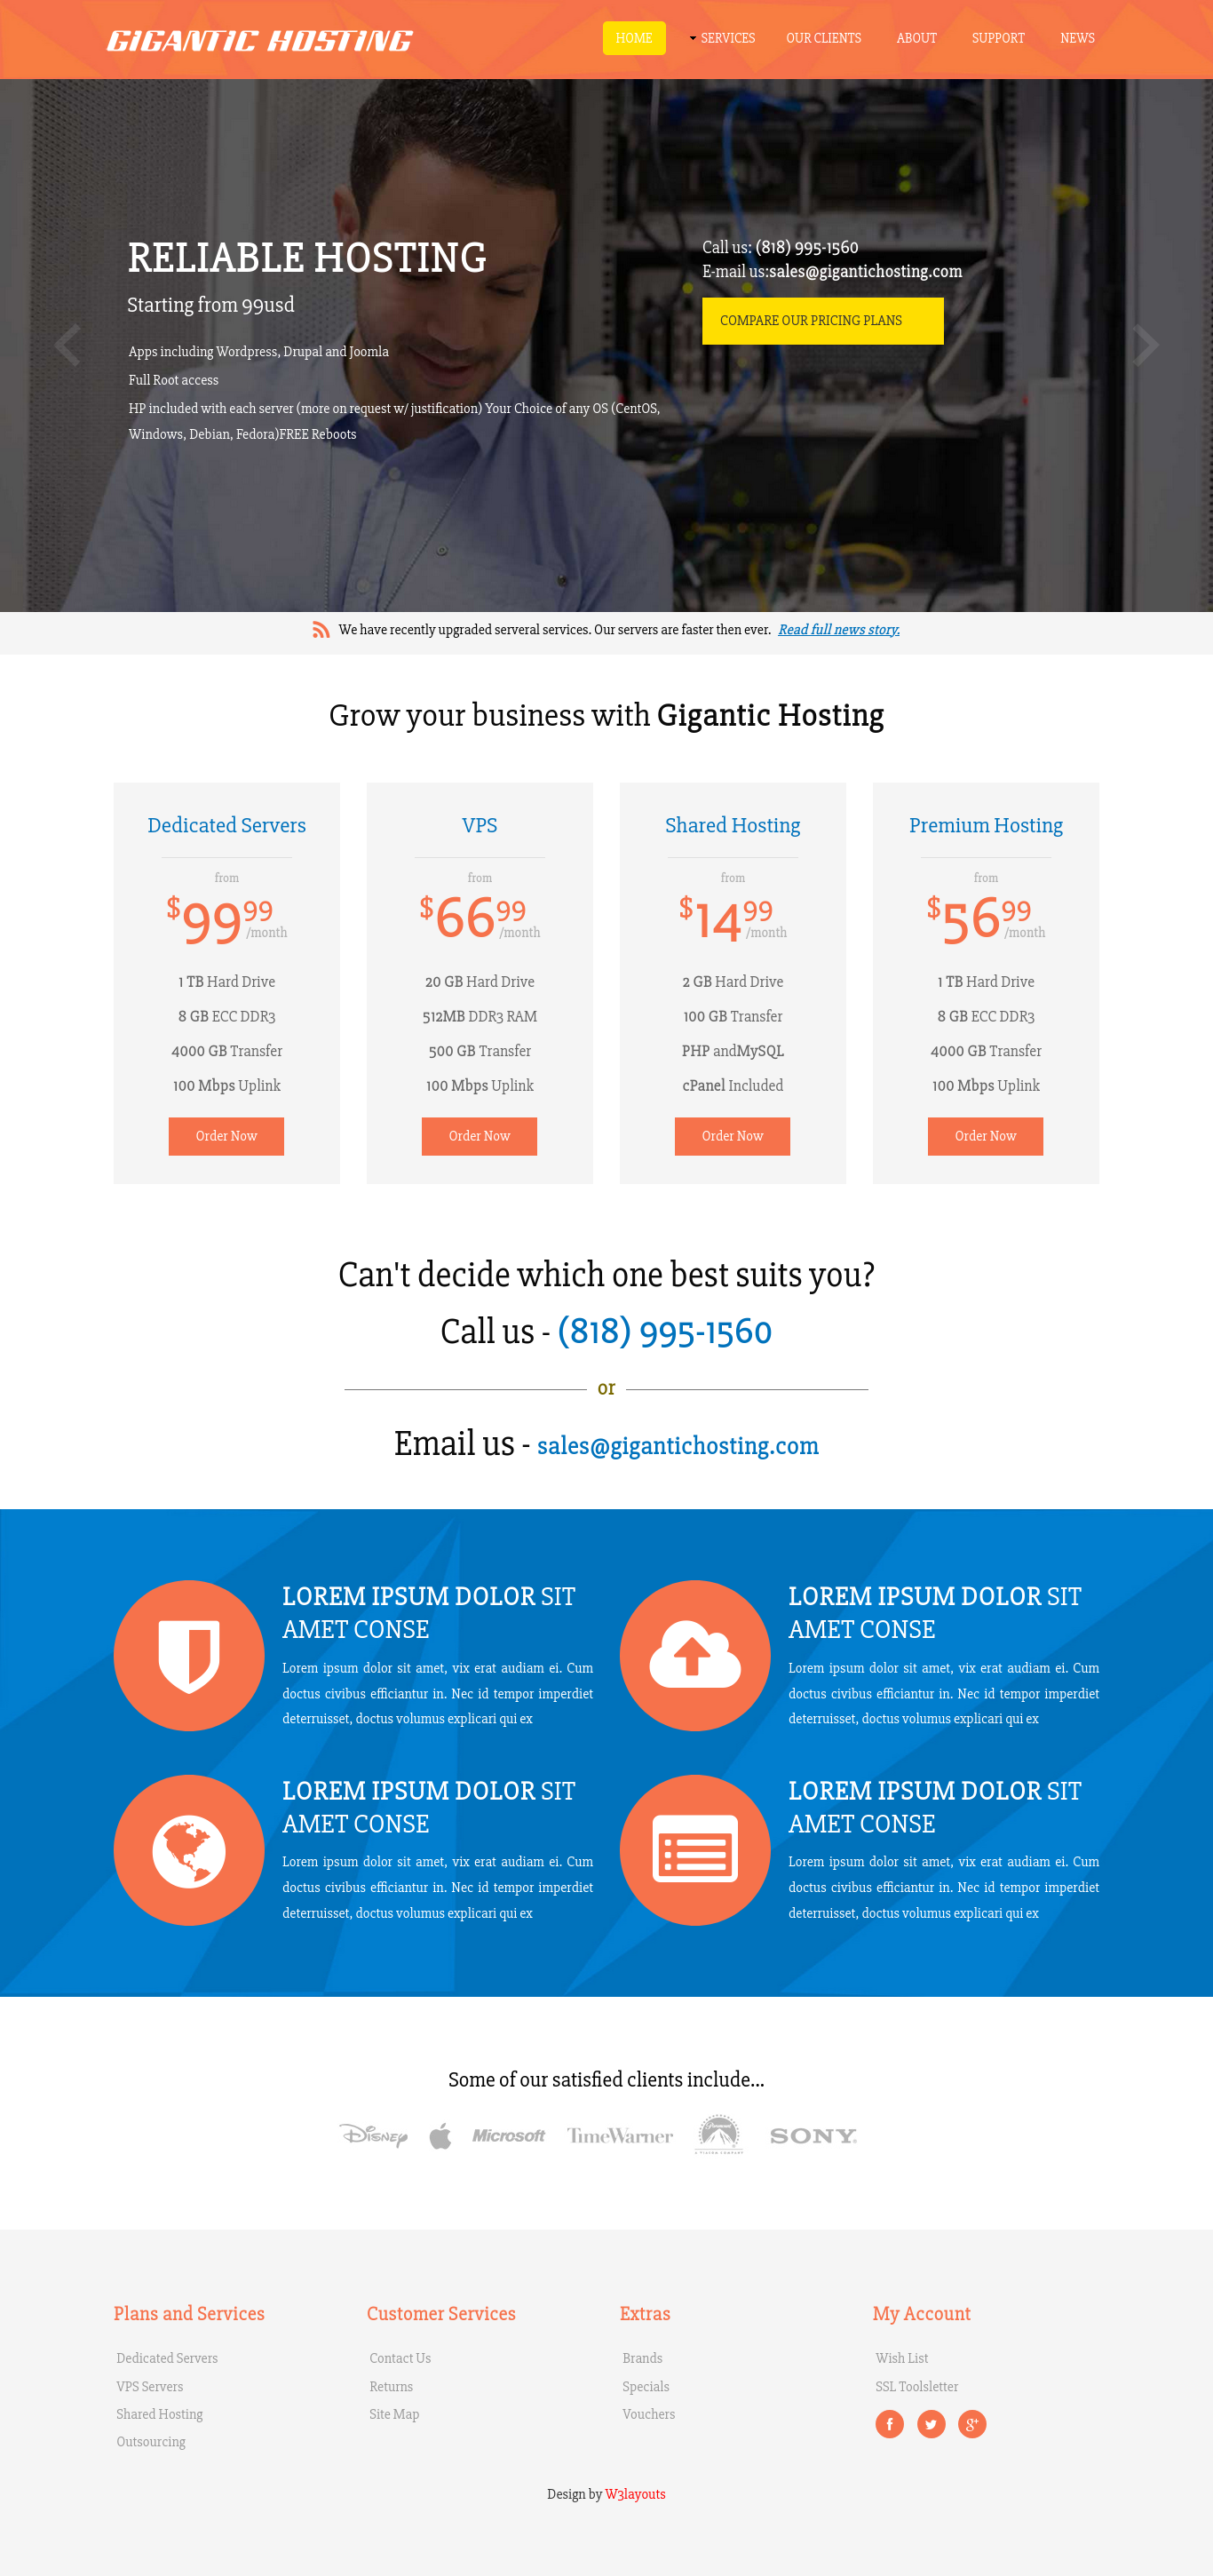 GIGANTIC HOSTING
HOME SERVICES OUR CLIENTS ABOUT SUPPORT NEWS
RELIABLE HOSTING
Starting from 99usd
Apps including Wordpress, Drupal and Joomla
Full Root access
HP included with each server (more on request w/ justification) Your Choice of any OS (CentOS,
Windows, Debian, Fedora)FREE Reboots
Call us: (818) 995-1560
E-mail us:sales@gigantichosting.com
COMPARE OUR PRICING PLANS
We have recently upgraded serveral services. Our servers are faster then ever. Read full news story.
Grow your business with Gigantic Hosting
Dedicated Servers
from
$99 99 /month
1 TB Hard Drive
8 GB ECC DDR3
4000 GB Transfer
100 Mbps Uplink
Order Now
VPS
from
$66 99 /month
20 GB Hard Drive
512MB DDR3 RAM
500 GB Transfer
100 Mbps Uplink
Order Now
Shared Hosting
from
$14 99 /month
2 GB Hard Drive
100 GB Transfer
PHP andMySQL
cPanel Included
Order Now
Premium Hosting
from
$56 99 /month
1 TB Hard Drive
8 GB ECC DDR3
4000 GB Transfer
100 Mbps Uplink
Order Now
Can't decide which one best suits you?
Call us - (818) 995-1560
or
Email us - sales@gigantichosting.com
LOREM IPSUM DOLOR SIT
AMET CONSE
Lorem ipsum dolor sit amet, vix erat audiam ei. Cum
doctus civibus efficiantur in. Nec id tempor imperdiet
deterruisset, doctus volumus explicari qui ex
LOREM IPSUM DOLOR SIT
AMET CONSE
Lorem ipsum dolor sit amet, vix erat audiam ei. Cum
doctus civibus efficiantur in. Nec id tempor imperdiet
deterruisset, doctus volumus explicari qui ex
LOREM IPSUM DOLOR SIT
AMET CONSE
Lorem ipsum dolor sit amet, vix erat audiam ei. Cum
doctus civibus efficiantur in. Nec id tempor imperdiet
deterruisset, doctus volumus explicari qui ex
LOREM IPSUM DOLOR SIT
AMET CONSE
Lorem ipsum dolor sit amet, vix erat audiam ei. Cum
doctus civibus efficiantur in. Nec id tempor imperdiet
deterruisset, doctus volumus explicari qui ex
Some of our satisfied clients include...
Disney Microsoft TimeWarner Paramount SONY
Plans and Services
Dedicated Servers
VPS Servers
Shared Hosting
Outsourcing
Customer Services
Contact Us
Returns
Site Map
Extras
Brands
Specials
Vouchers
My Account
Wish List
SSL Toolsletter
Design by W3layouts